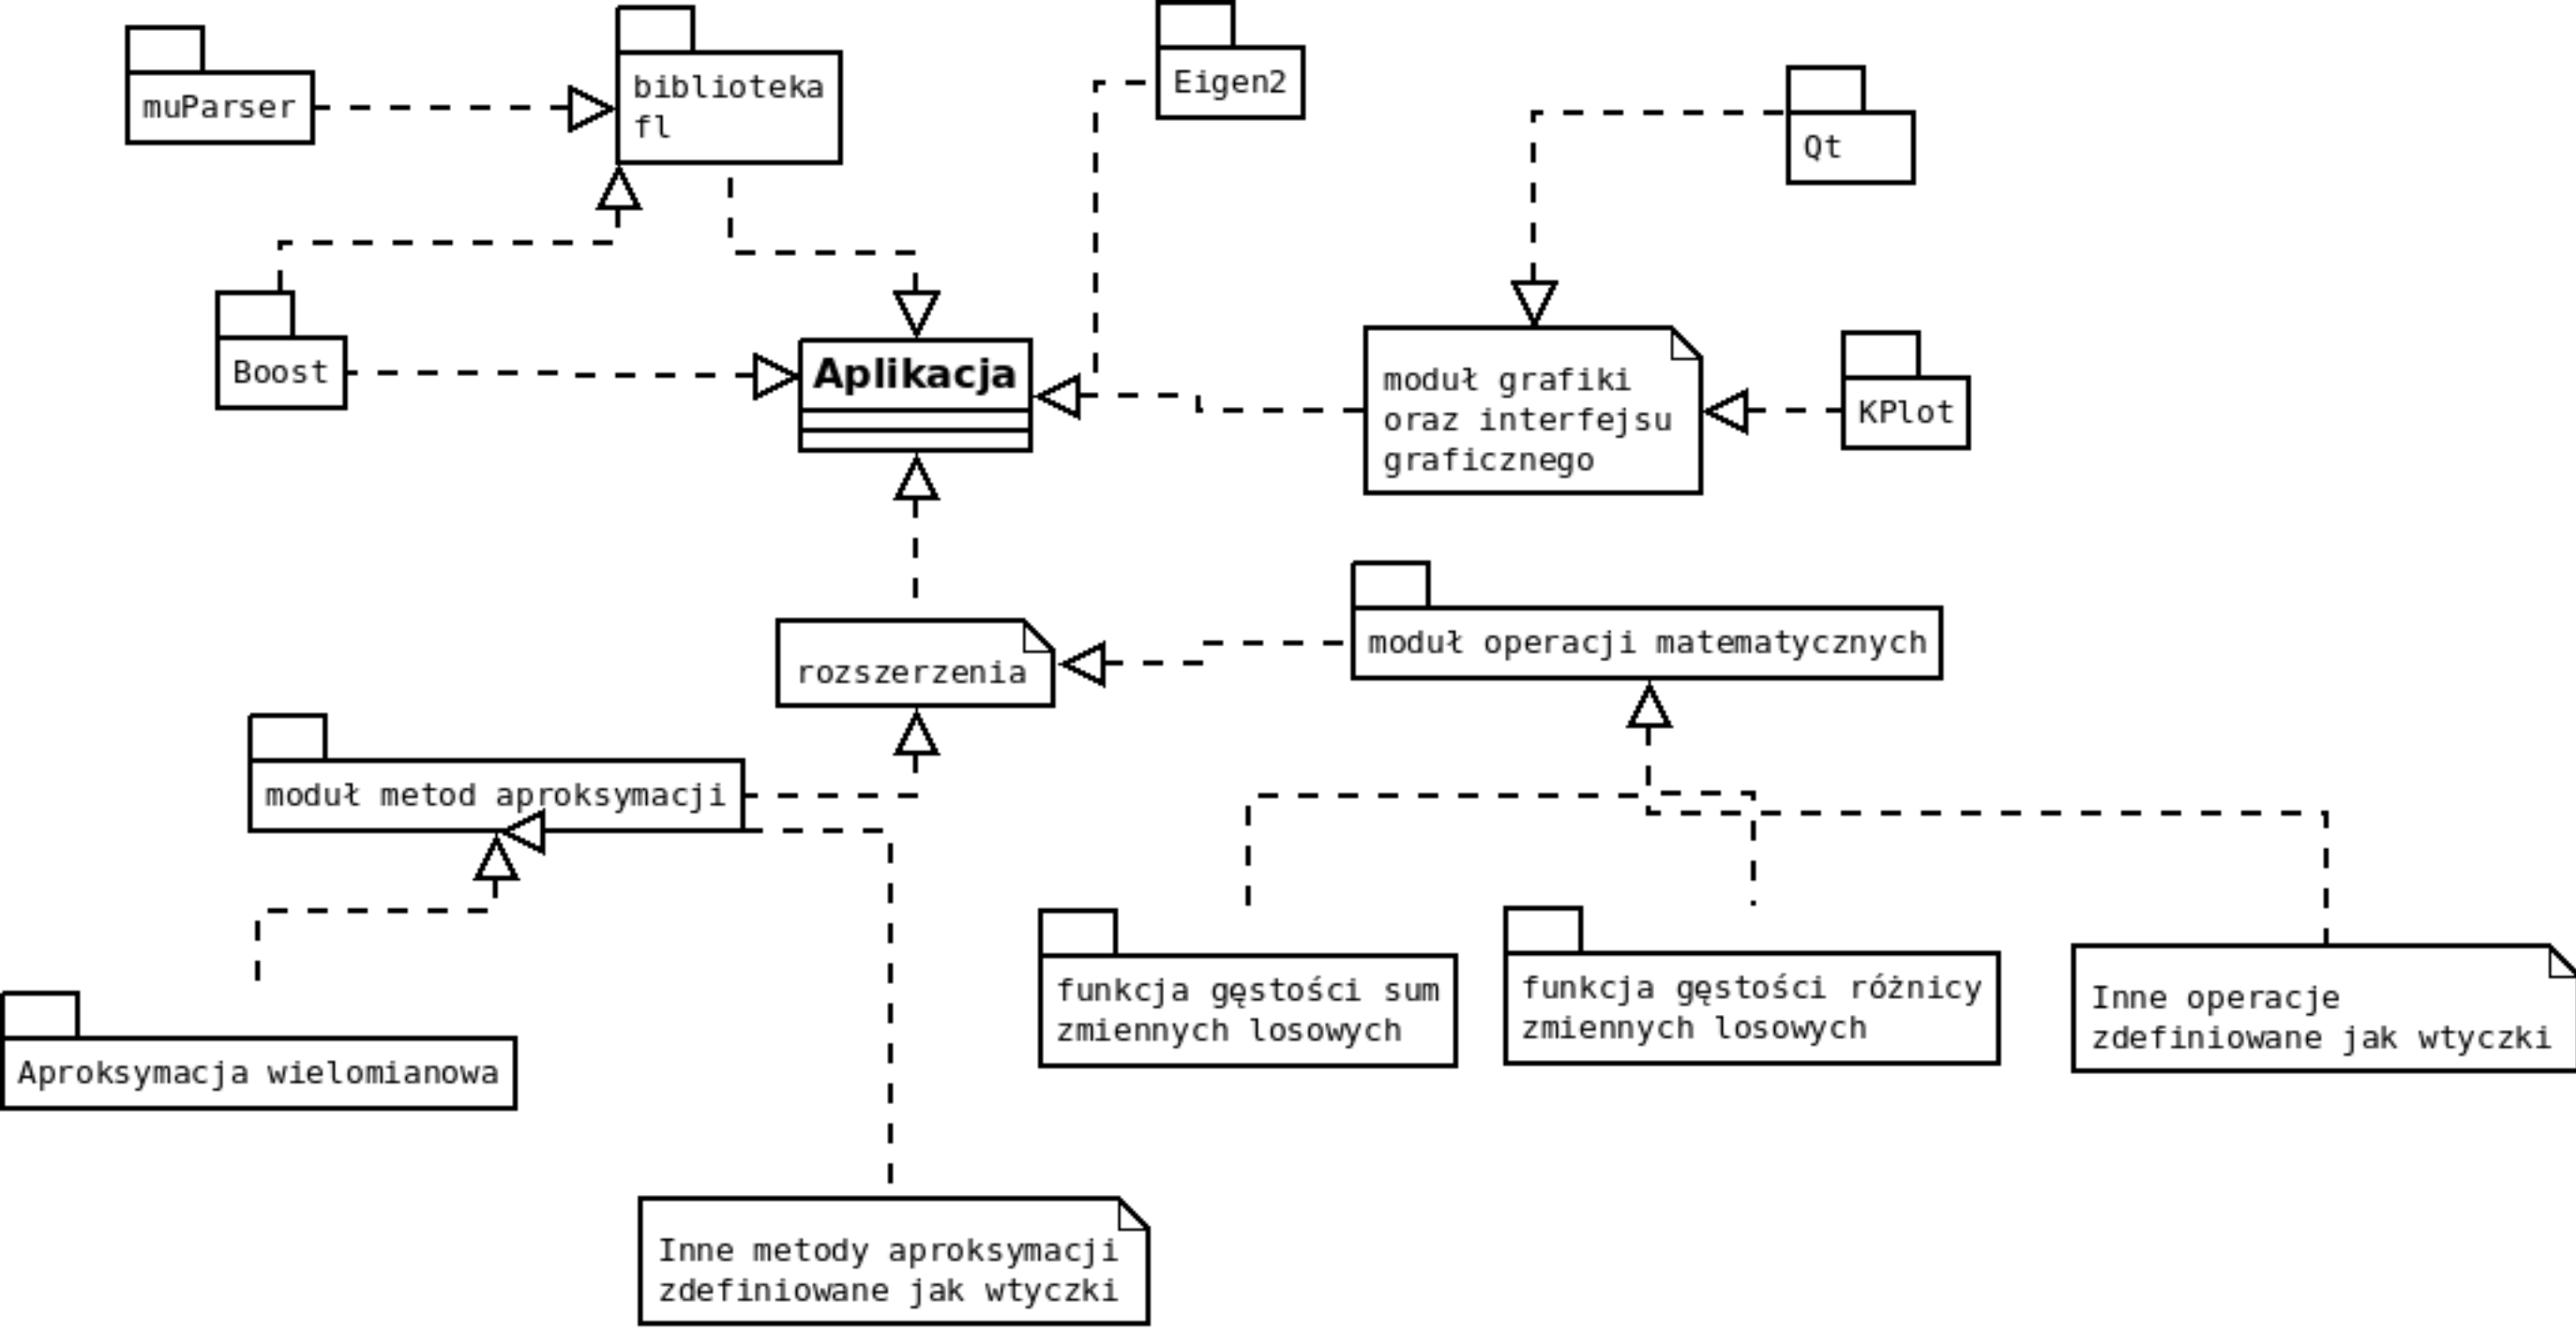 muParser
biblioteka
fl
Eigen2
Qt
Boost
Aplikacja
moduł grafiki
oraz interfejsu
graficznego
KPlot
rozszerzenia
moduł operacji matematycznych
moduł metod aproksymacji
funkcja gęstości sum
zmiennych losowych
funkcja gęstości różnicy
zmiennych losowych
Inne operacje
zdefiniowane jak wtyczki
Aproksymacja wielomianowa
Inne metody aproksymacji
zdefiniowane jak wtyczki